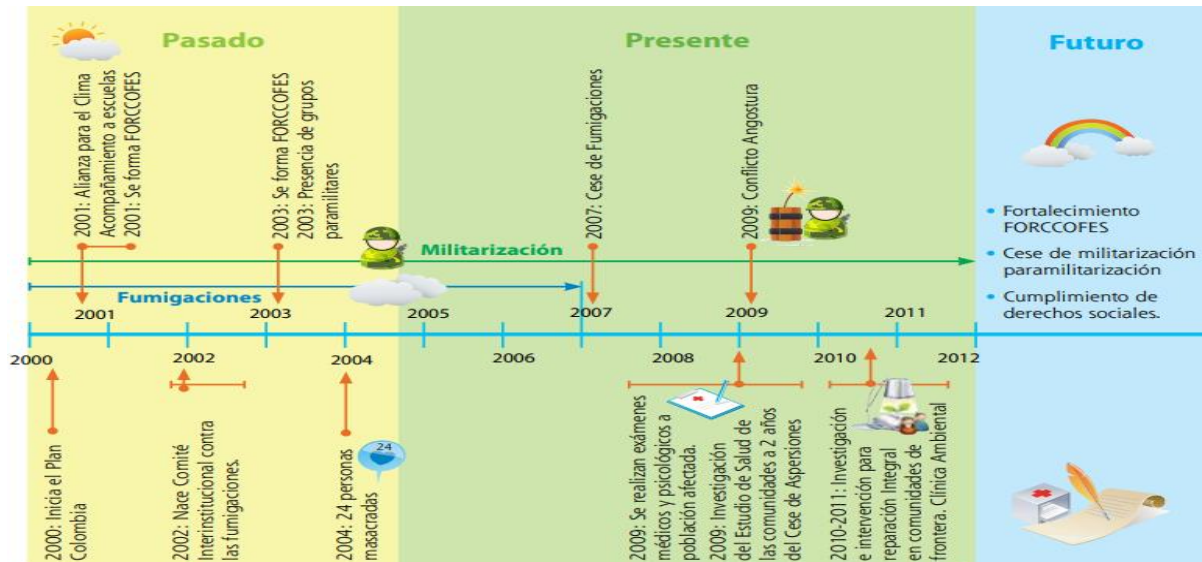 Pasado
Presente
Futuro
2001: Alianza para el Clima
Acompañamiento a escuelas
2001: Se forma FORCCOFES
2003: Se forma FORCCOFES
2003: Presencia de grupos
paramilitares
2007: Cese de Fumigaciones
2009: Conflicto Angostura
• Fortalecimiento
FORCCOFES
• Cese de militarización
paramilitarización
• Cumplimiento de
derechos sociales.
Militarización
Fumigaciones
2001
2003
2005
2007
2009
2011
2000
2002
2004
2006
2008
2010
2012
2000: Inicia el Plan
Colombia
2002: Nace Comité
Interinstitucional contra
las fumigaciones.
2004: 24 personas
masacradas
24
2009: Se realizan exámenes
médicos y psicológicos a
población afectada.
2009: Investigación
del Estudio de Salud de
las comunidades a 2 años
del Cese de Aspersiones
2010-2011: Investigación
e intervención para
reparación Integral
en comunidades de
frontera. Clínica Ambiental